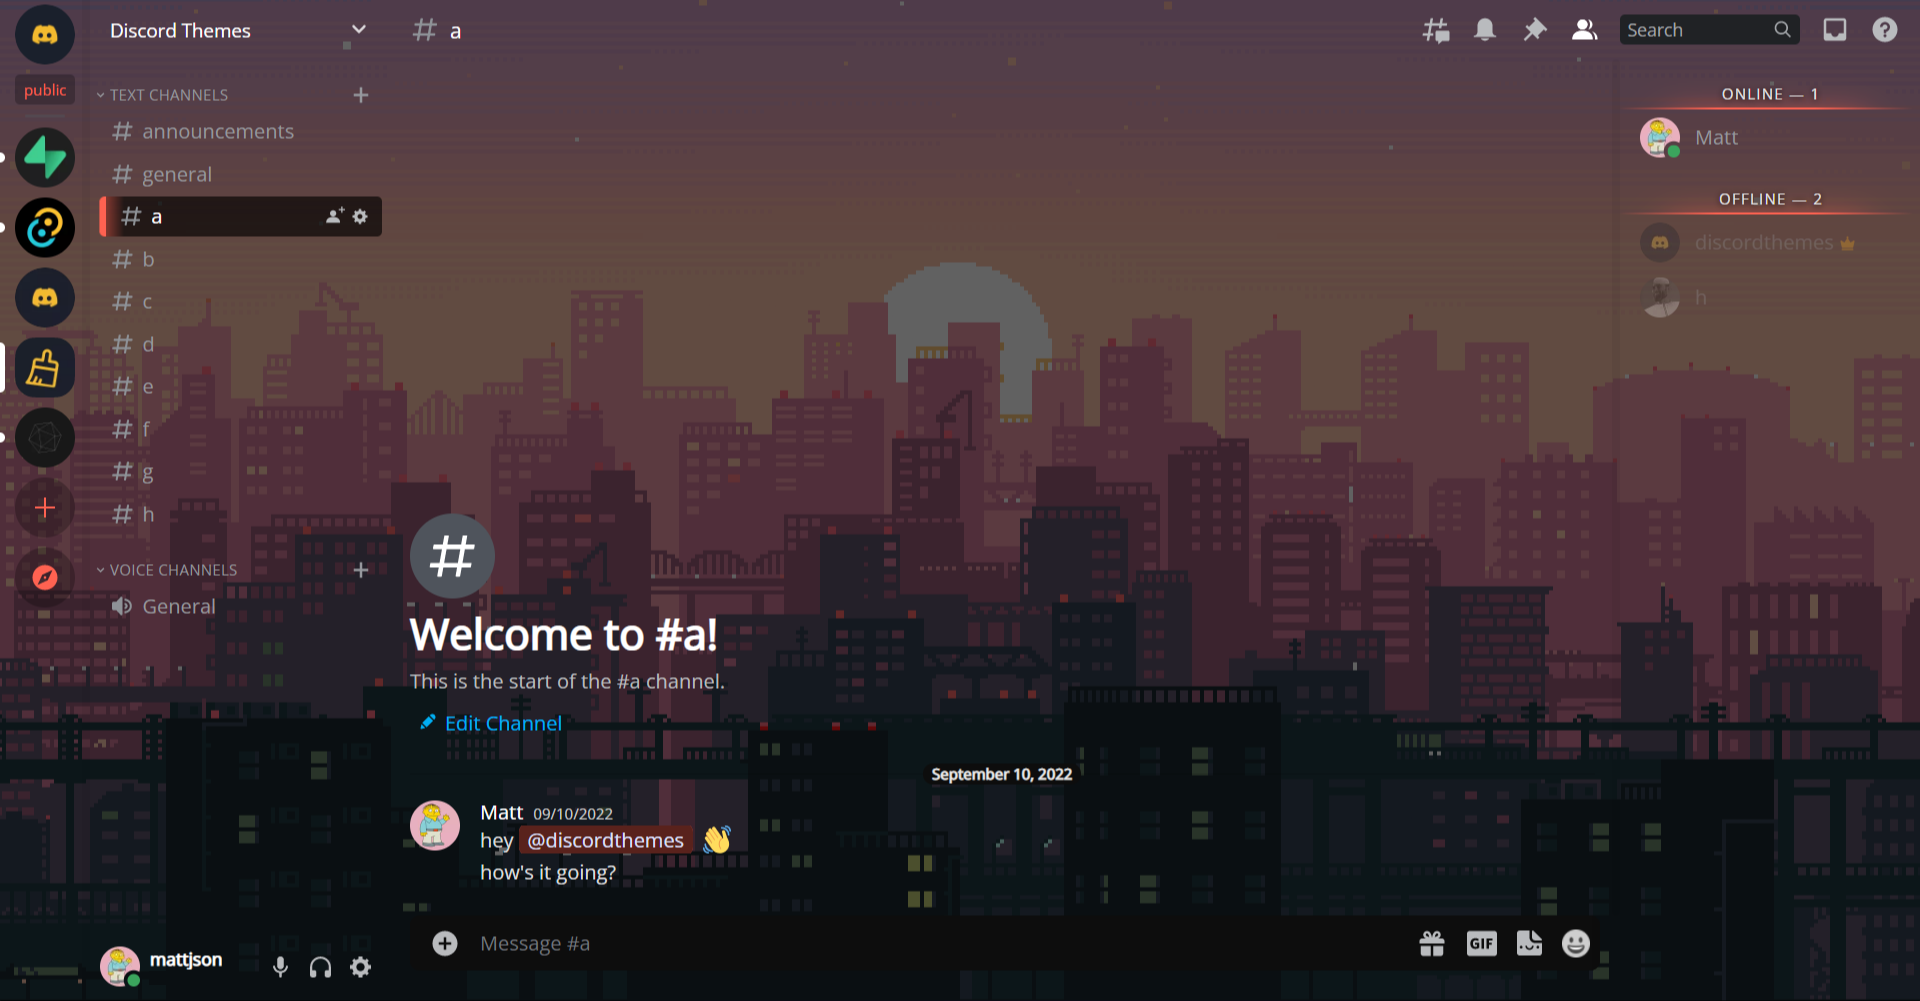 public
Discord Themes
TEXT CHANNELS
announcements
general
a
b
c
d
e
f
g
h
VOICE CHANNELS
General
mattjson
a
Search
Welcome to #a!
This is the start of the #a channel.
Edit Channel
September 10, 2022
Matt 09/10/2022
hey @discordthemes 👋
how's it going?
Message #a
GIF
ONLINE — 1
Matt
OFFLINE — 2
discordthemes
h